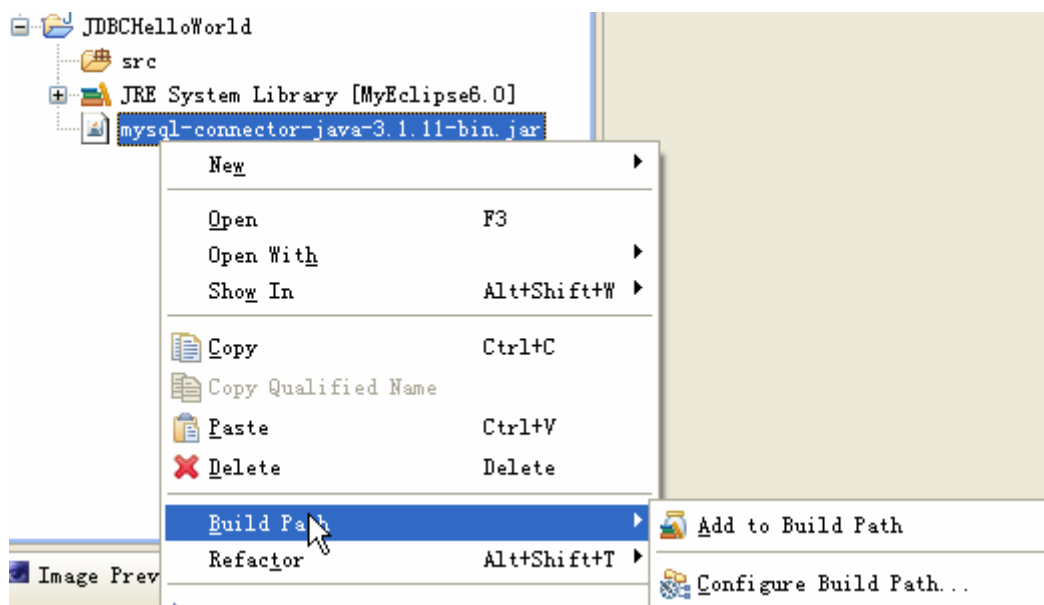 JDBCHelloWorld
src
JRE System Library [MyEclipse6.0]
mysql-connector-java-3.1.11-bin.jar
New
Open F3
Open With
Show In Alt+Shift+W
Copy Ctrl+C
Copy Qualified Name
Paste Ctrl+V
Delete Delete
Build Path
Add to Build Path
Refactor Alt+Shift+T
Configure Build Path...
Image Prev